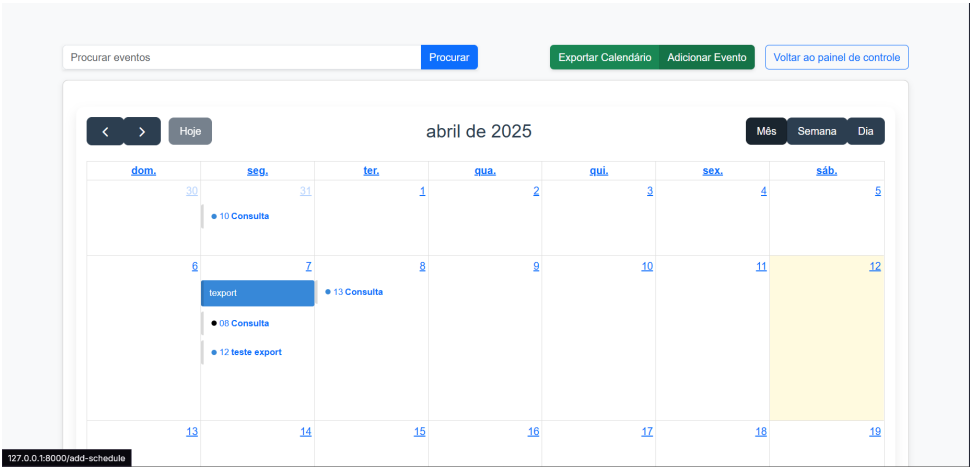 Procurar eventos Procurar Exportar Calendário Adicionar Evento Voltar ao painel de controle
Hoje abril de 2025 Mês Semana Dia
dom. seg. ter. qua. qui. sex. sáb.
30 31 1 2 3 4 5
10 Consulta
6 7 8 9 10 11 12
texport 13 Consulta
08 Consulta
12 teste export
13 14 15 16 17 18 19
127.0.0.1:8000/add-schedule